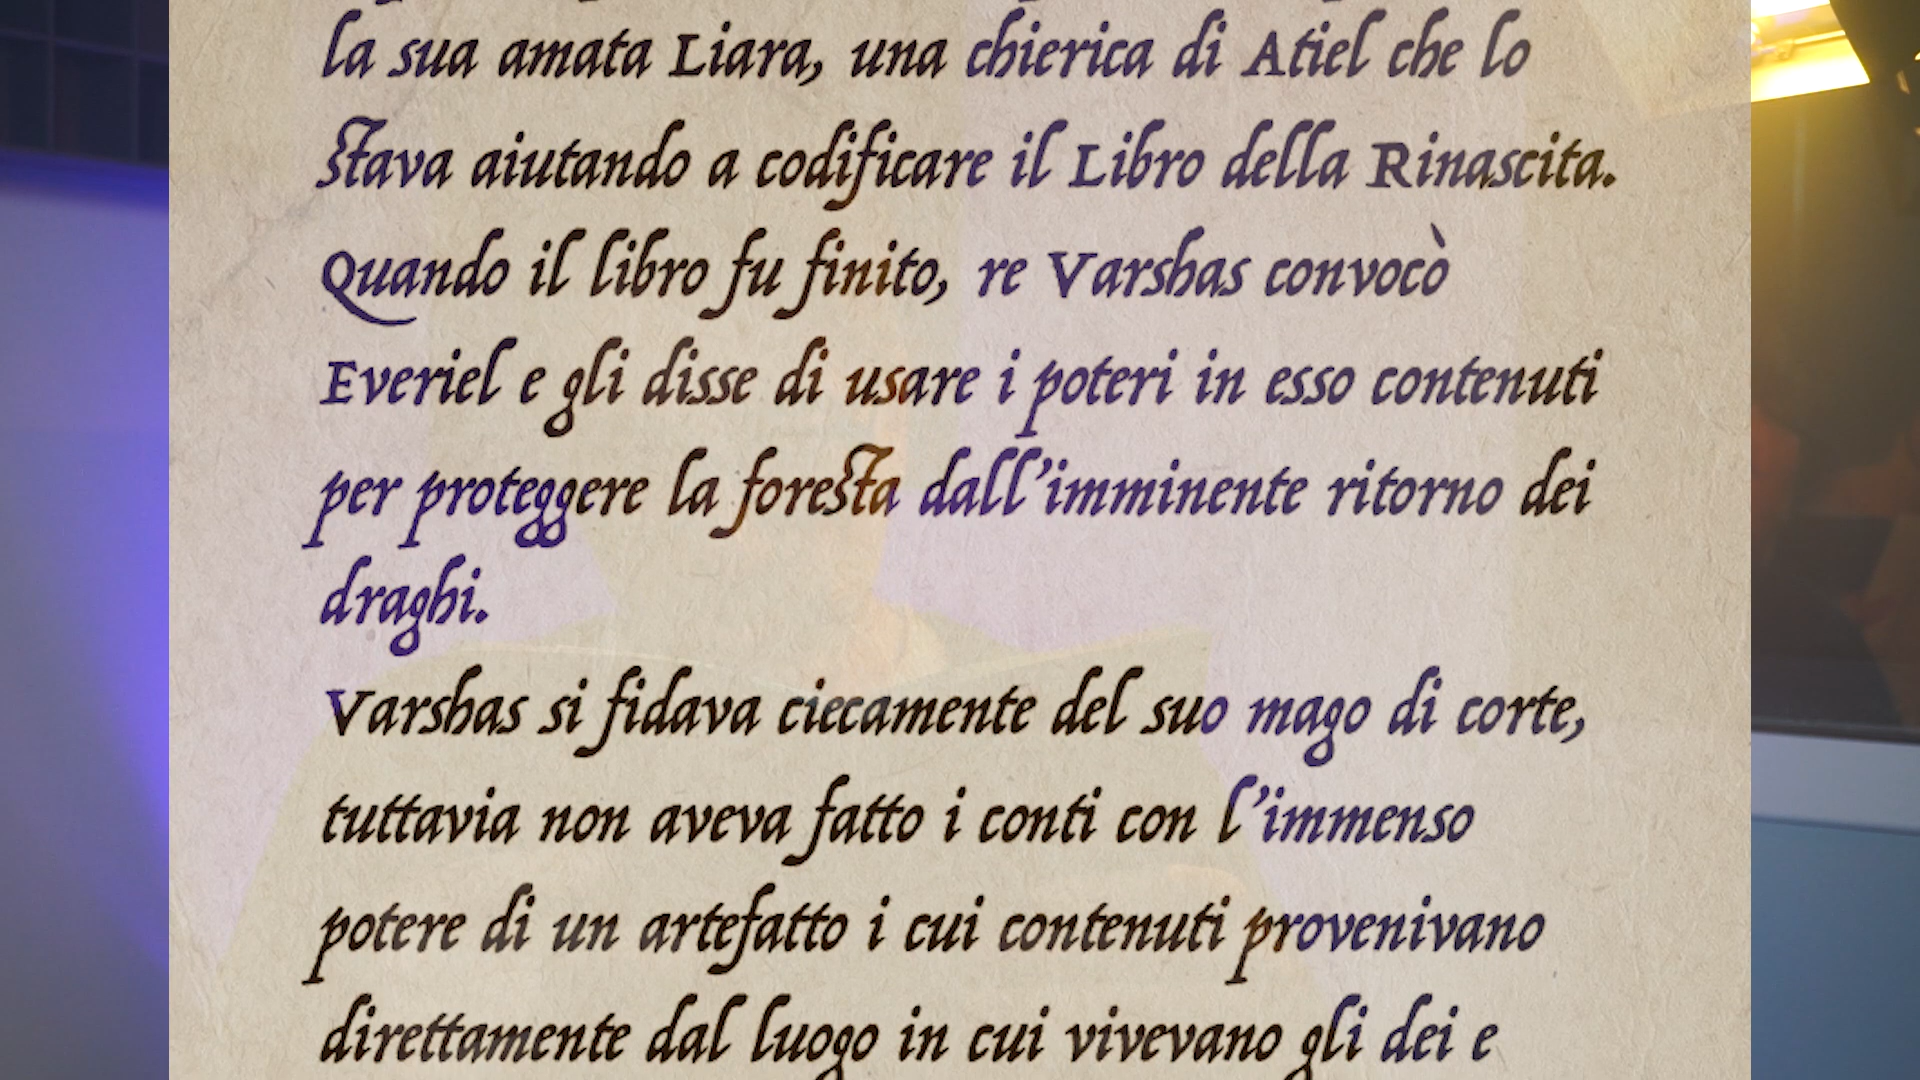 la sua amata Liara, una chierica di Atiel che lo
stava aiutando a codificare il Libro della Rinascita.
Quando il libro fu finito, re Varshas convocò
Everiel e gli disse di usare i poteri in esso contenuti
per proteggere la foresta dall'imminente ritorno dei
draghi.
Varshas si fidava ciecamente del suo mago di corte,
tuttavia non aveva fatto i conti con l'immenso
potere di un artefatto i cui contenuti provenivano
direttamente dal luogo in cui vivevano gli dei e